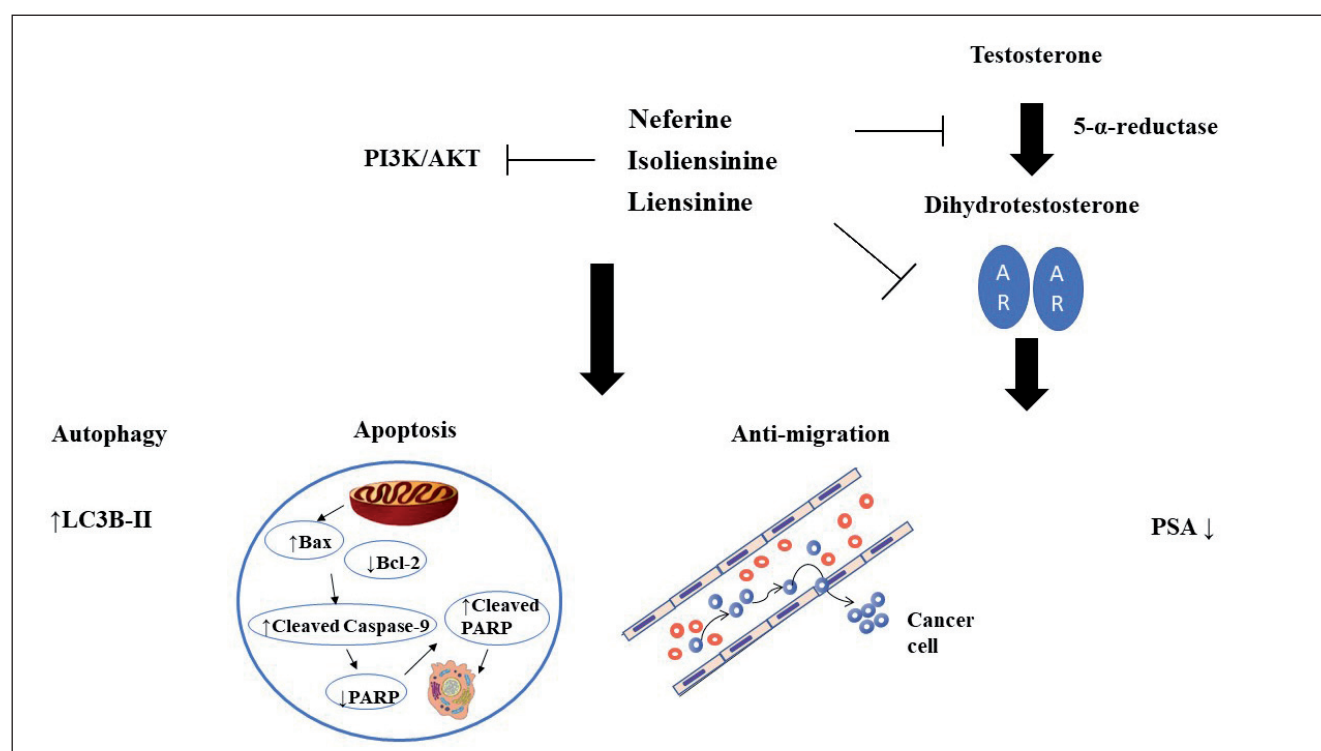 Testosterone
5-α-reductase
Neferine
Isoliensinine
Liensinine
PI3K/AKT
Dihydrotestosterone
A
R
A
R
Autophagy
Apoptosis
Anti-migration
↑LC3B-II
↑Bax
↓Bcl-2
↑Cleaved Caspase-9
↑Cleaved
PARP
↓PARP
Cancer
cell
PSA ↓